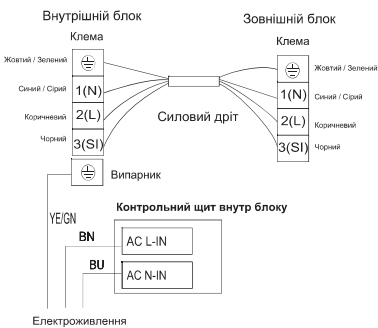 Внутрішній блок
Зовнішній блок
Клема
Клема
Жовтий / Зелений
Жовтий / Зелений
Синий / Сірий
1(N)
1(N)
Синій / Сірий
Коричневий
2(L)
Силовий дріт
2(L)
Коричневий
Чорний
3(SI)
3(SI)
Чорний
Випарник
YE/GN
Контрольний щит внутр блоку
BN
AC L-IN
BU
AC N-IN
Електроживлення